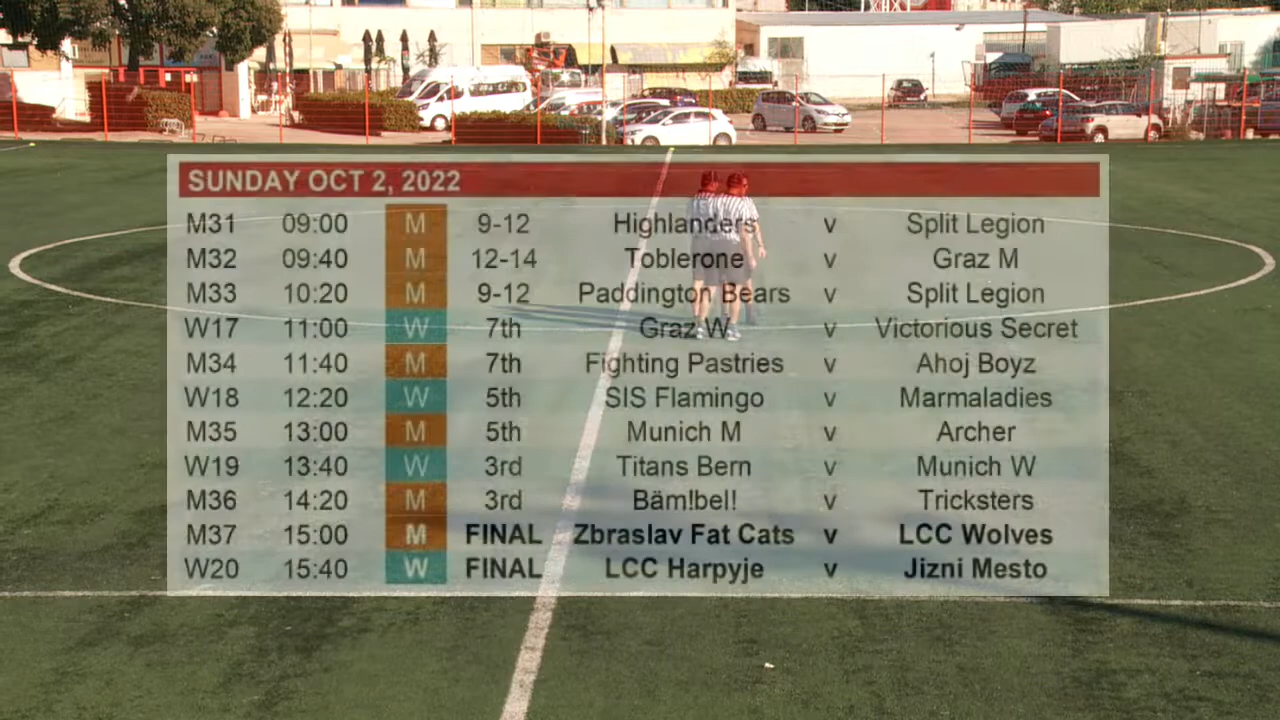 SUNDAY OCT 2, 2022
M31 09:00 M 9-12 Highlanders v Split Legion
M32 09:40 M 12-14 Toblerone v Graz M
M33 10:20 M 9-12 Paddington Bears v Split Legion
W17 11:00 W 7th Graz W v Victorious Secret
M34 11:40 M 7th Fighting Pastries v Ahoj Boyz
W18 12:20 W 5th SIS Flamingo v Marmaladies
M35 13:00 M 5th Munich M v Archer
W19 13:40 W 3rd Titans Bern v Munich W
M36 14:20 M 3rd Bäm!bel! v Tricksters
M37 15:00 M FINAL Zbraslav Fat Cats v LCC Wolves
W20 15:40 W FINAL LCC Harpyje v Jizni Mesto